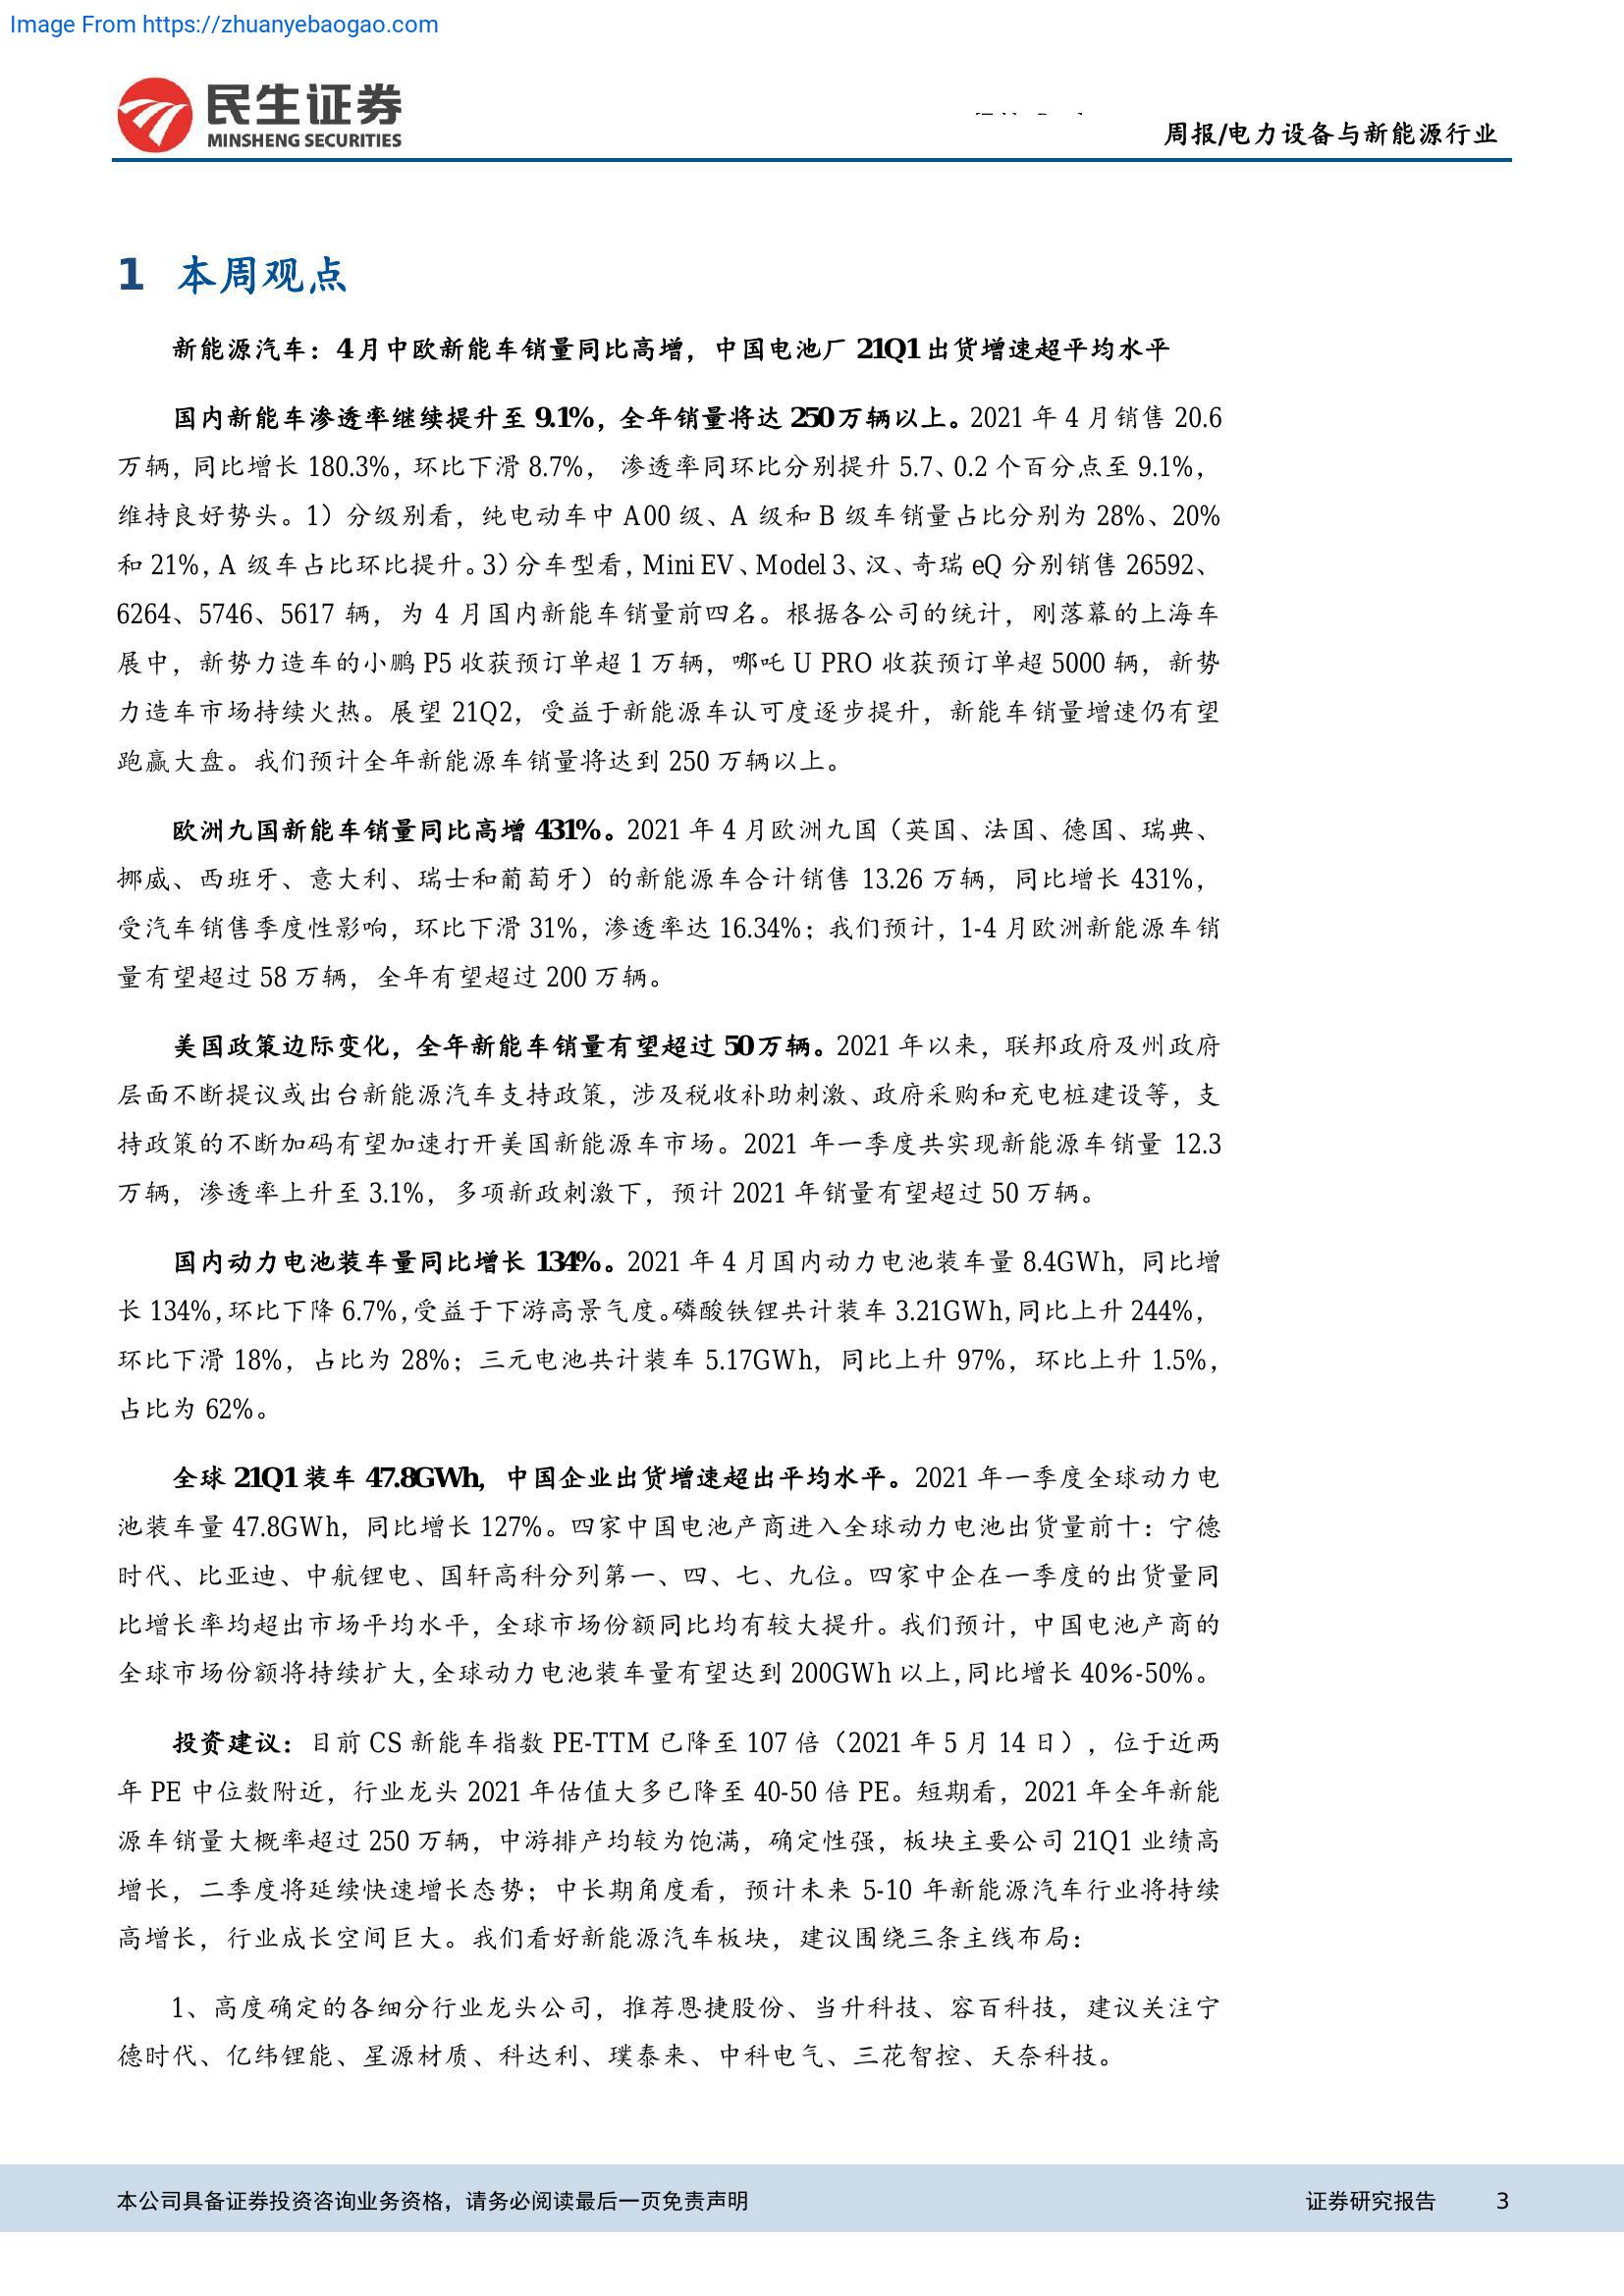 Image From https://zhuanyebaogao.com
民生证券
MINSHENG SECURITIES
周报/电力设备与新能源行业
1 本周观点
新能源汽车：4月中欧新能车销量同比高增，中国电池厂 21Q1 出货增速超平均水平
国内新能车渗透率继续提升至 9.1%，全年销量将达 250 万辆以上。2021 年 4 月销售 20.6
万辆，同比增长 180.3%，环比下滑 8.7%， 渗透率同环比分别提升 5.7、0.2 个百分点至 9.1%，
维持良好势头。1）分级别看，纯电动车中 A00 级、A 级和 B 级车销量占比分别为 28%、20%
和 21%，A 级车占比环比提升。3）分车型看，Mini EV、Model 3、汉、奇瑞 eQ 分别销售 26592、
6264、5746、5617 辆，为 4 月国内新能车销量前四名。根据各公司的统计，刚落幕的上海车
展中，新势力造车的小鹏 P5 收获预订单超 1 万辆，哪吒 U PRO 收获预订单超 5000 辆，新势
力造车市场持续火热。展望 21Q2，受益于新能源车认可度逐步提升，新能车销量增速仍有望
跑赢大盘。我们预计全年新能源车销量将达到 250 万辆以上。
欧洲九国新能车销量同比高增 431%。2021 年 4 月欧洲九国（英国、法国、德国、瑞典、
挪威、西班牙、意大利、瑞士和葡萄牙）的新能源车合计销售 13.26 万辆，同比增长 431%，
受汽车销售季度性影响，环比下滑 31%，渗透率达 16.34%；我们预计，1-4 月欧洲新能源车销
量有望超过 58 万辆，全年有望超过 200 万辆。
美国政策边际变化，全年新能车销量有望超过 50 万辆。2021 年以来，联邦政府及州政府
层面不断提议或出台新能源汽车支持政策，涉及税收补助刺激、政府采购和充电桩建设等，支
持政策的不断加码有望加速打开美国新能源车市场。2021 年一季度共实现新能源车销量 12.3
万辆，渗透率上升至 3.1%，多项新政刺激下，预计 2021 年销量有望超过 50 万辆。
国内动力电池装车量同比增长 134%。2021 年 4 月国内动力电池装车量 8.4GWh，同比增
长 134%，环比下降 6.7%，受益于下游高景气度。磷酸铁锂共计装车 3.21GWh，同比上升 244%，
环比下滑 18%，占比为 28%；三元电池共计装车 5.17GWh，同比上升 97%，环比上升 1.5%，
占比为 62%。
全球 21Q1 装车 47.8GWh，中国企业出货增速超出平均水平。2021 年一季度全球动力电
池装车量 47.8GWh，同比增长 127%。四家中国电池产商进入全球动力电池出货量前十：宁德
时代、比亚迪、中航锂电、国轩高科分列第一、四、七、九位。四家中企在一季度的出货量同
比增长率均超出市场平均水平，全球市场份额同比均有较大提升。我们预计，中国电池产商的
全球市场份额将持续扩大，全球动力电池装车量有望达到 200GWh 以上，同比增长 40%-50%。
投资建议：目前 CS 新能车指数 PE-TTM 已降至 107 倍（2021 年 5 月 14 日），位于近两
年 PE 中位数附近，行业龙头 2021 年估值大多已降至 40-50 倍 PE。短期看，2021 年全年新能
源车销量大概率超过 250 万辆，中游排产均较为饱满，确定性强，板块主要公司 21Q1 业绩高
增长，二季度将延续快速增长态势；中长期角度看，预计未来 5-10 年新能源汽车行业将持续
高增长，行业成长空间巨大。我们看好新能源汽车板块，建议围绕三条主线布局：
1、高度确定的各细分行业龙头公司，推荐恩捷股份、当升科技、容百科技，建议关注宁
德时代、亿纬锂能、星源材质、科达利、璞泰来、中科电气、三花智控、天奈科技。
本公司具备证券投资咨询业务资格，请务必阅读最后一页免责声明
证券研究报告 3